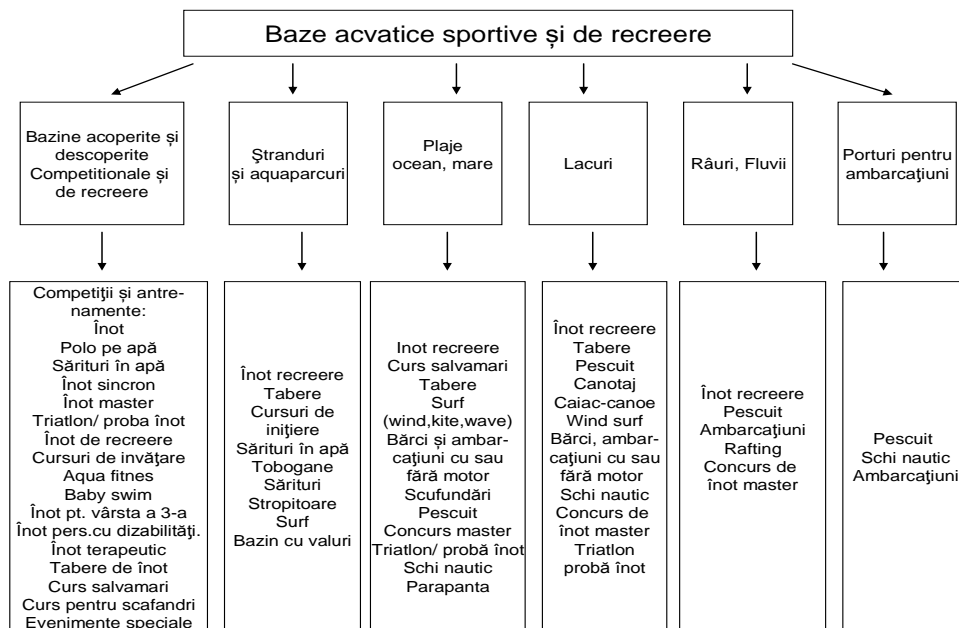 Baze acvatice sportive și de recreere
Bazine acoperite și
descoperite
Competitionale și
de recreere
Ştranduri
și aquaparcuri
Plaje
ocean, mare
Lacuri
Râuri, Fluvii
Porturi pentru
ambarcaţiuni
Competiţii și antre-
namente:
Înot
Polo pe apă
Sărituri în apă
Înot sincron
Înot master
Triatlon/ proba înot
Înot de recreere
Cursuri de invăţare
Aqua fitnes
Baby swim
Înot pt. vârsta a 3-a
Înot pers.cu dizabilităţi.
Înot terapeutic
Tabere de înot
Curs salvamari
Curs pentru scafandri
Evenimente speciale
Înot recreere
Tabere
Cursuri de
iniţiere
Sărituri în apă
Tobogane
Sărituri
Stropitoare
Surf
Bazin cu valuri
Inot recreere
Curs salvamari
Tabere
Surf
(wind,kite,wave)
Bărci și ambar-
caţiuni cu sau
fără motor
Scufundări
Pescuit
Concurs master
Triatlon/ probă înot
Schi nautic
Parapanta
Înot recreere
Tabere
Pescuit
Canotaj
Caiac-canoe
Wind surf
Bărci, ambar-
caţiuni cu sau
fără motor
Schi nautic
Concurs de
înot master
Triatlon
probă înot
Înot recreere
Pescuit
Ambarcaţiuni
Rafting
Concurs de
înot master
Pescuit
Schi nautic
Ambarcaţiuni